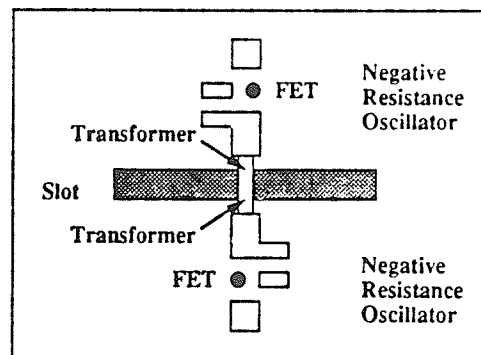 Negative
FET
Resistance
Oscillator
Transformer
Slot
Transformer
FET
Negative
Resistance
Oscillator